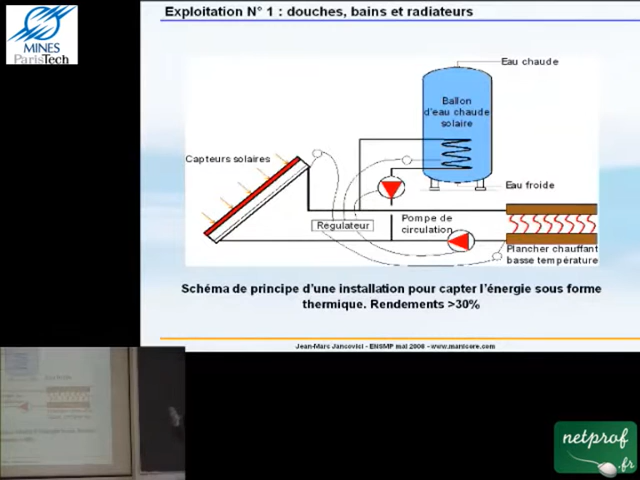 Exploitation N° 1 : douches, bains et radiateurs
MINES
ParisTech
Eau chaude
Ballon
d'eau chaude
solaire
Capteurs solaires
Eau froide
Régulateur
Pompe de
circulation
Plancher chauffant
basse température
Schéma de principe d'une installation pour capter l'énergie sous forme
thermique. Rendements >30%
Jean-Marc Jancovici - ENSMP mai 2008 - www.manicore.com
netprof
.fr